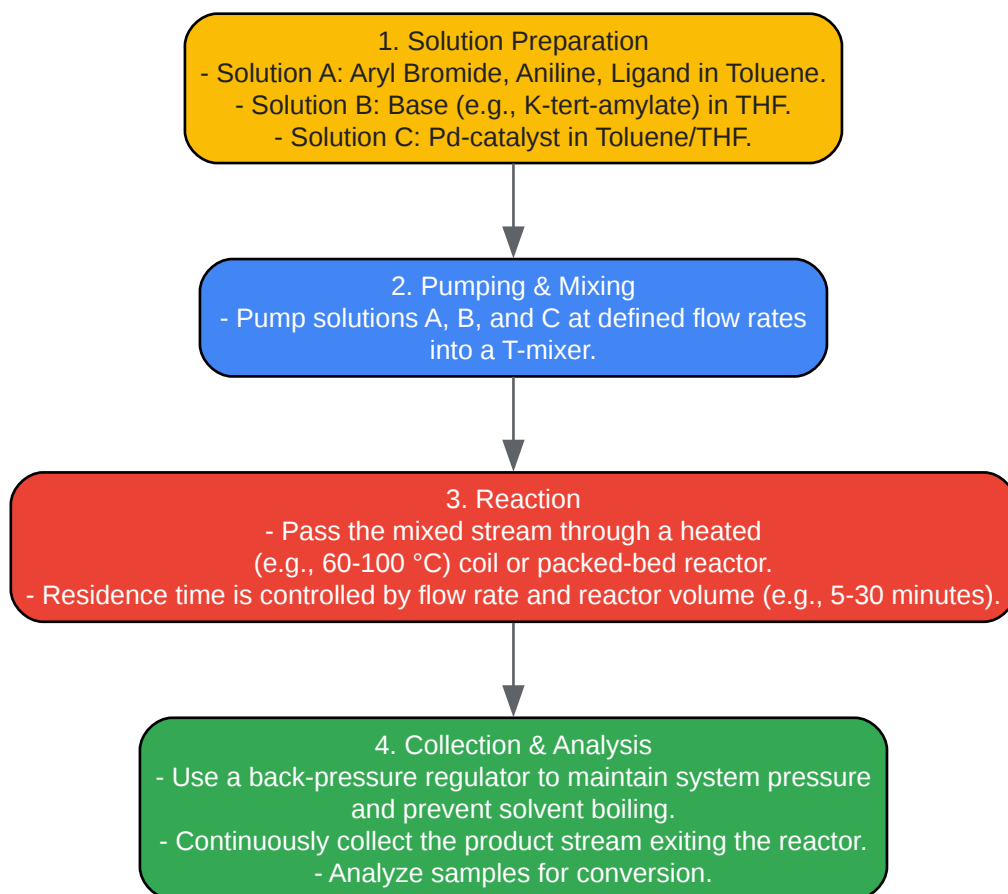 1. Solution Preparation
- Solution A: Aryl Bromide, Aniline, Ligand in Toluene.
- Solution B: Base (e.g., K-tert-amylate) in THF.
- Solution C: Pd-catalyst in Toluene/THF.
2. Pumping & Mixing
- Pump solutions A, B, and C at defined flow rates
into a T-mixer.
3. Reaction
- Pass the mixed stream through a heated
(e.g., 60-100 °C) coil or packed-bed reactor.
- Residence time is controlled by flow rate and reactor volume (e.g., 5-30 minutes).
4. Collection & Analysis
- Use a back-pressure regulator to maintain system pressure
and prevent solvent boiling.
- Continuously collect the product stream exiting the reactor.
- Analyze samples for conversion.